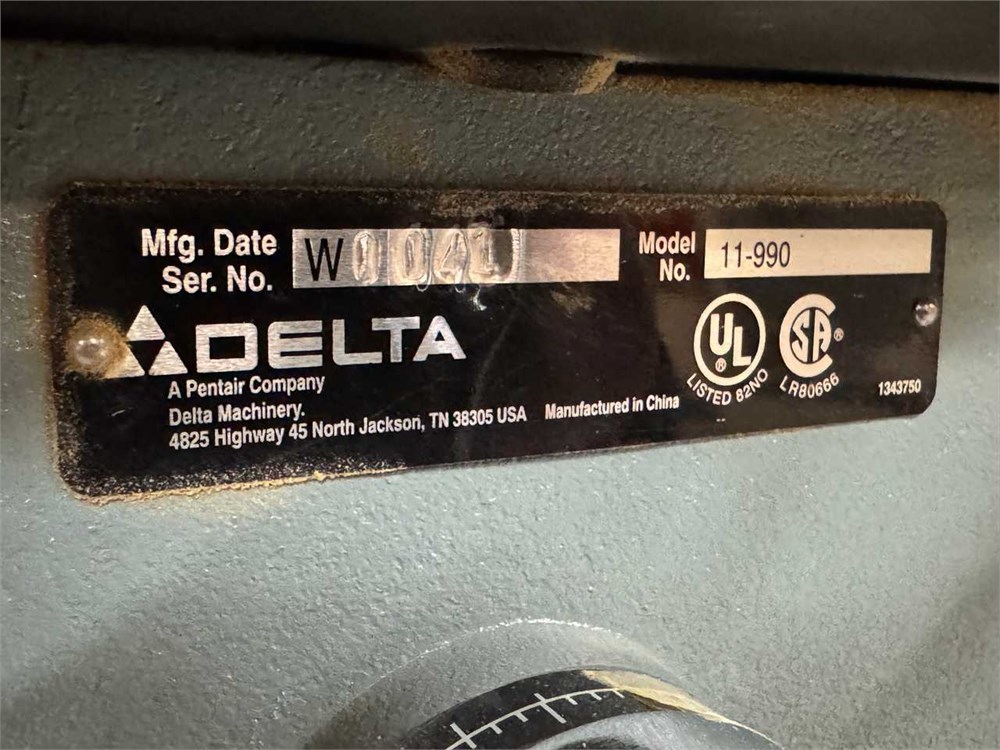 Mfg. Date
Ser. No.
W 0041
Model
No.
11-990
DELTA
A Pentair Company
Delta Machinery.
4825 Highway 45 North Jackson, TN 38305 USA
Manufactured in China
UL
®
LISTED 82NO
SA
®
LR80666
1343750